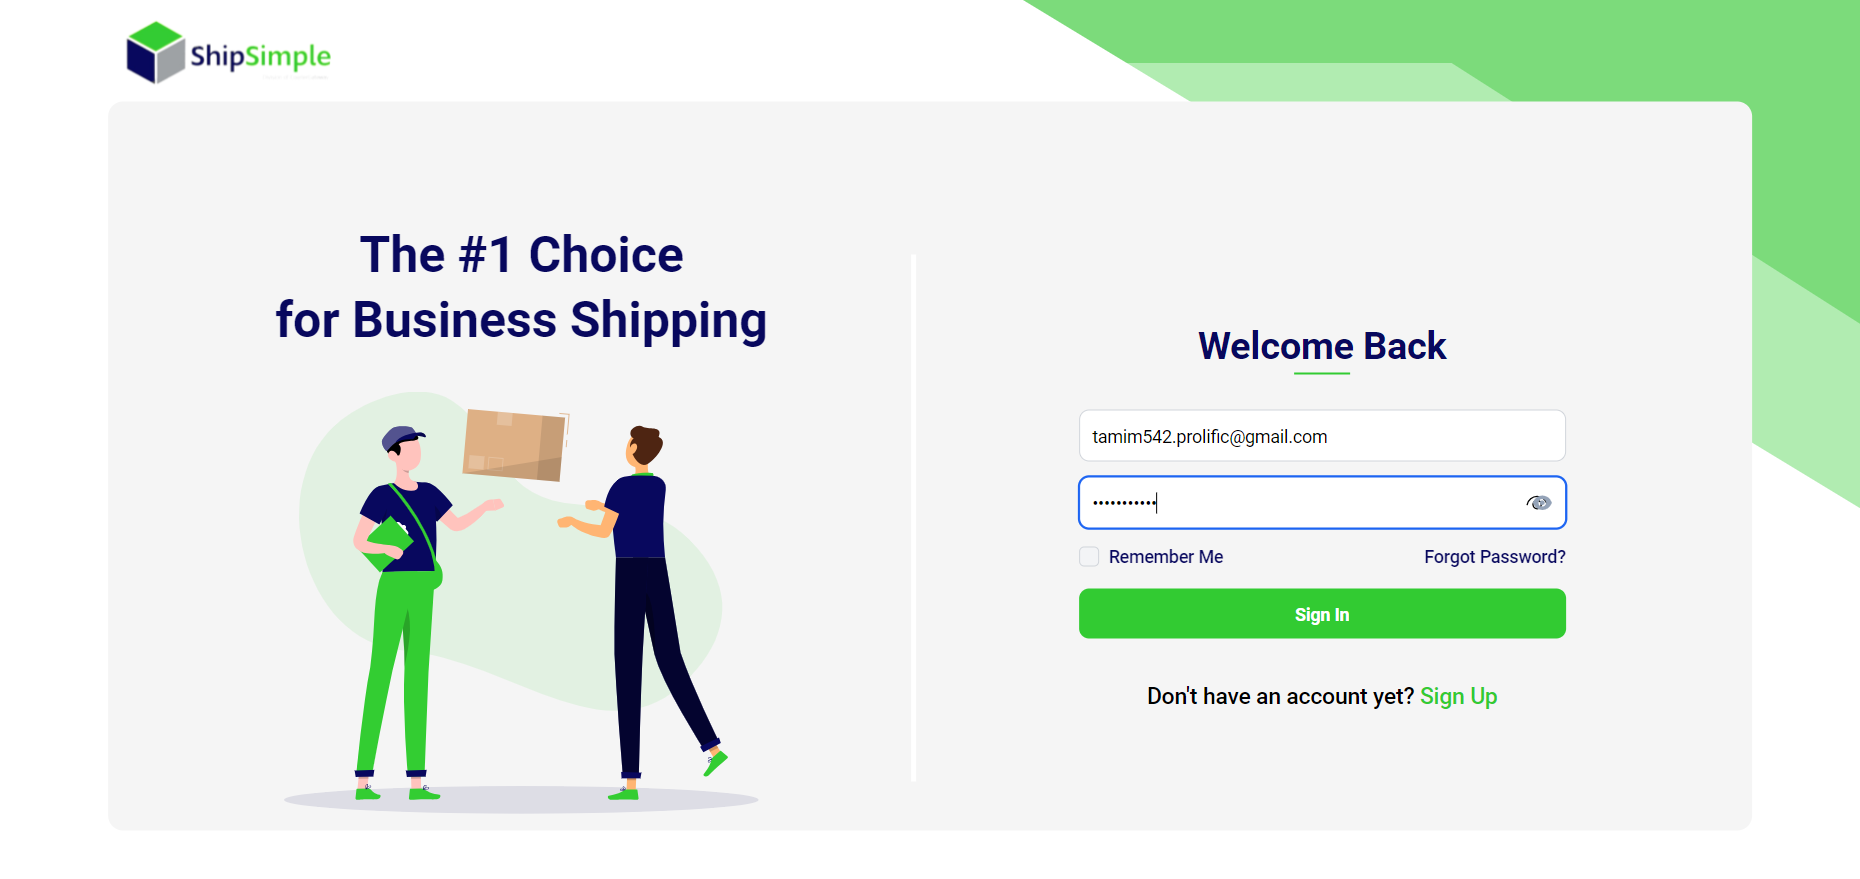 ShipSimple
The #1 Choice
for Business Shipping
Welcome Back
tamim542.prolific@gmail.com
•••••••••••
Remember Me
Forgot Password?
Sign In
Don't have an account yet? Sign Up